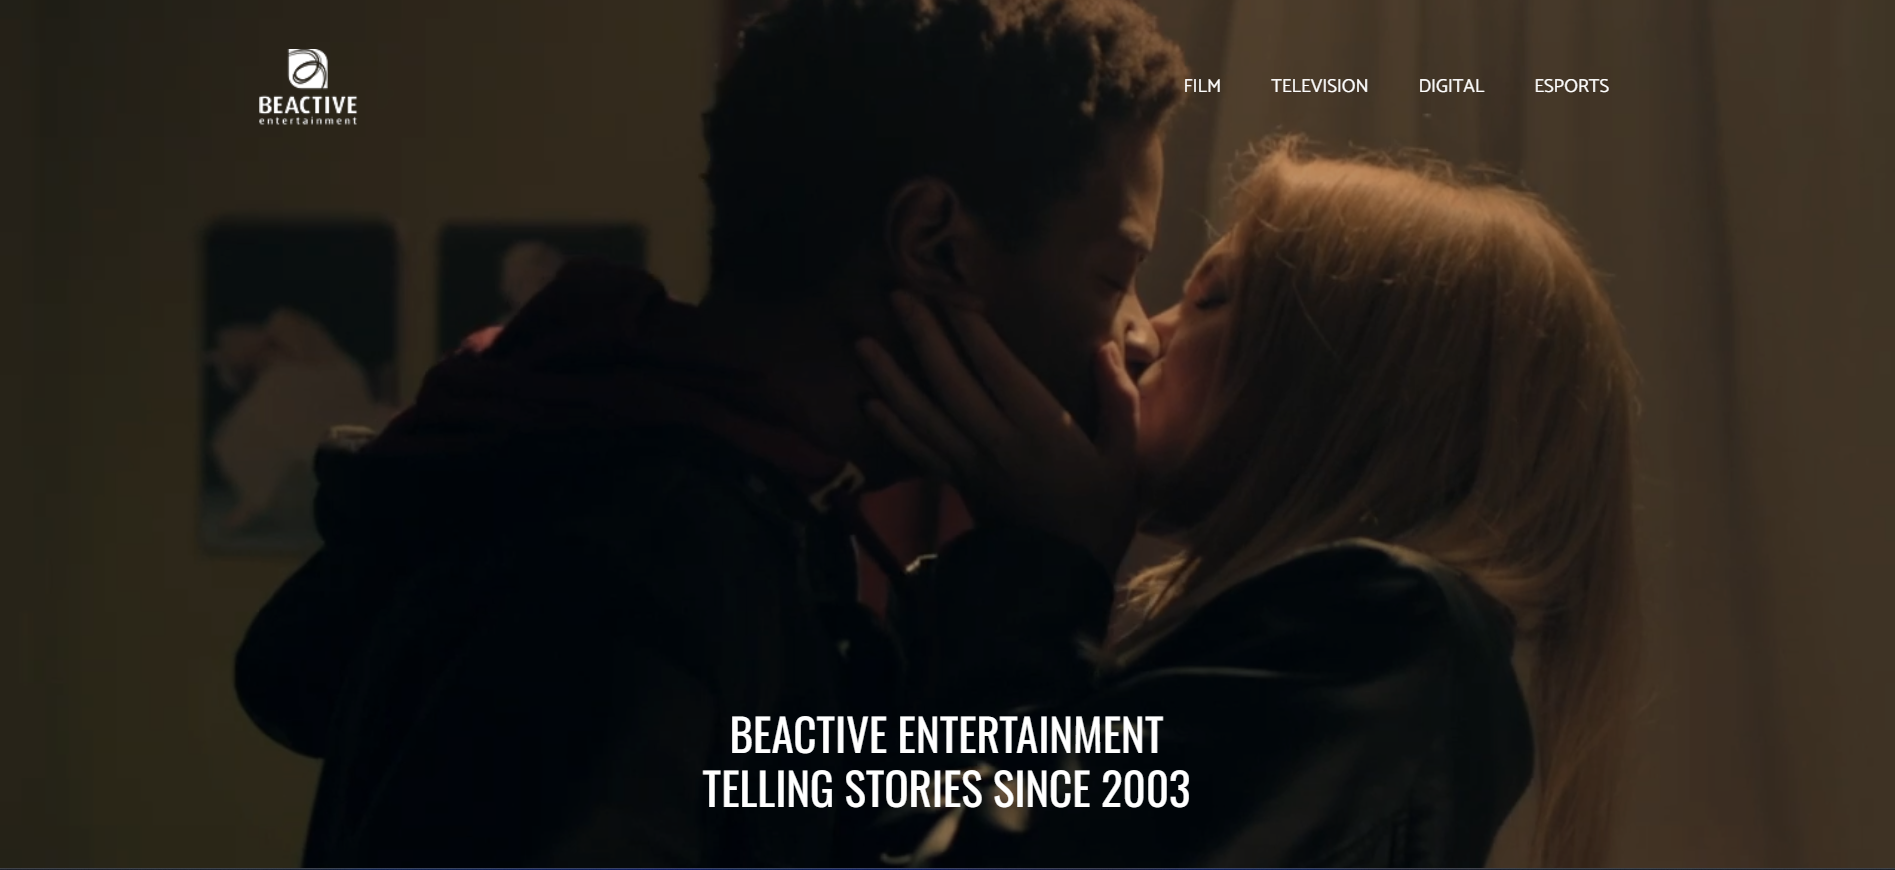 BEACTIVE
entertainment
FILM TELEVISION DIGITAL ESPORTS
BEACTIVE ENTERTAINMENT
TELLING STORIES SINCE 2003